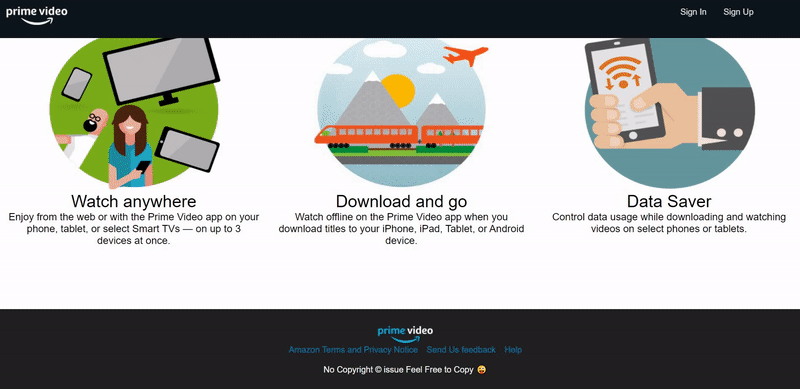 prime video
Sign In Sign Up
Watch anywhere
Enjoy from the web or with the Prime Video app on your
phone, tablet, or select Smart TVs — on up to 3
devices at once.
Download and go
Watch offline on the Prime Video app when you
download titles to your iPhone, iPad, Tablet, or Android
device.
Data Saver
Control data usage while downloading and watching
videos on select phones or tablets.
prime video
Amazon Terms and Privacy Notice Send Us feedback Help
No Copyright © issue Feel Free to Copy 😜